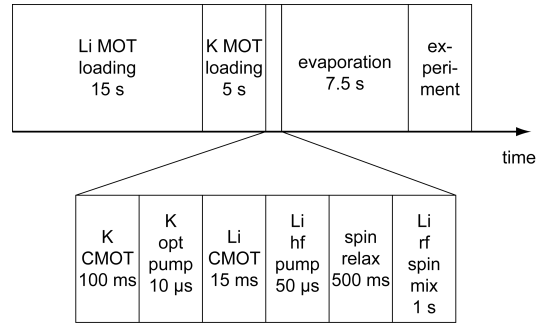 Li MOT
loading
15 s
K MOT
loading
5 s
evaporation
7.5 s
ex-
peri-
ment
time
K
CMOT
100 ms
K
opt
pump
10 µs
Li
CMOT
15 ms
Li
hf
pump
50 µs
spin
relax
500 ms
Li
rf
spin
mix
1 s